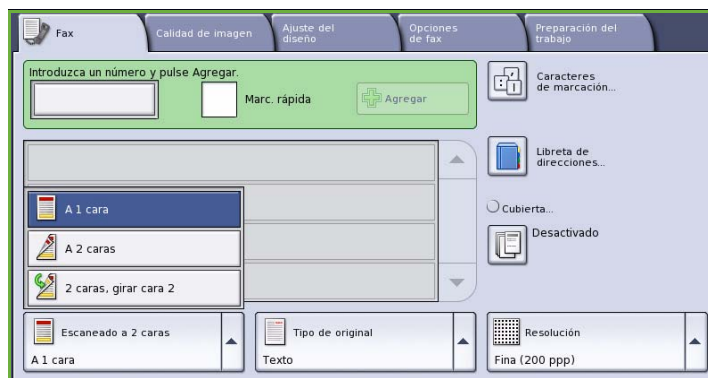 Fax
Calidad de imagen
Ajuste del
diseño
Opciones
de fax
Preparación del
trabajo
Introduzca un número y pulse Agregar.
Marc. rápida
Agregar
Caracteres
de marcación...
Libreta de
direcciones...
Cubierta...
Desactivado
A 1 cara
A 2 caras
2 caras, girar cara 2
Escaneado a 2 caras
A 1 cara
Tipo de original
Texto
Resolución
Fina (200 ppp)